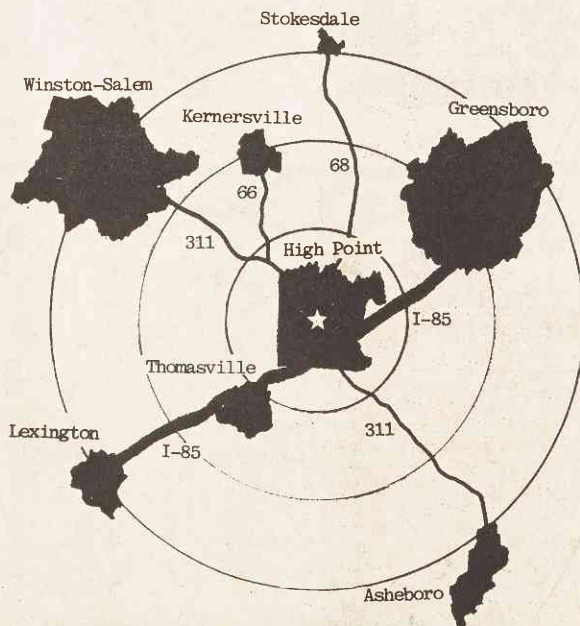 Stokesdale
Winston-Salem
Greensboro
Kernersville
68
66
311
High Point
I-85
Thomasville
Lexington
311
I-85
Asheboro